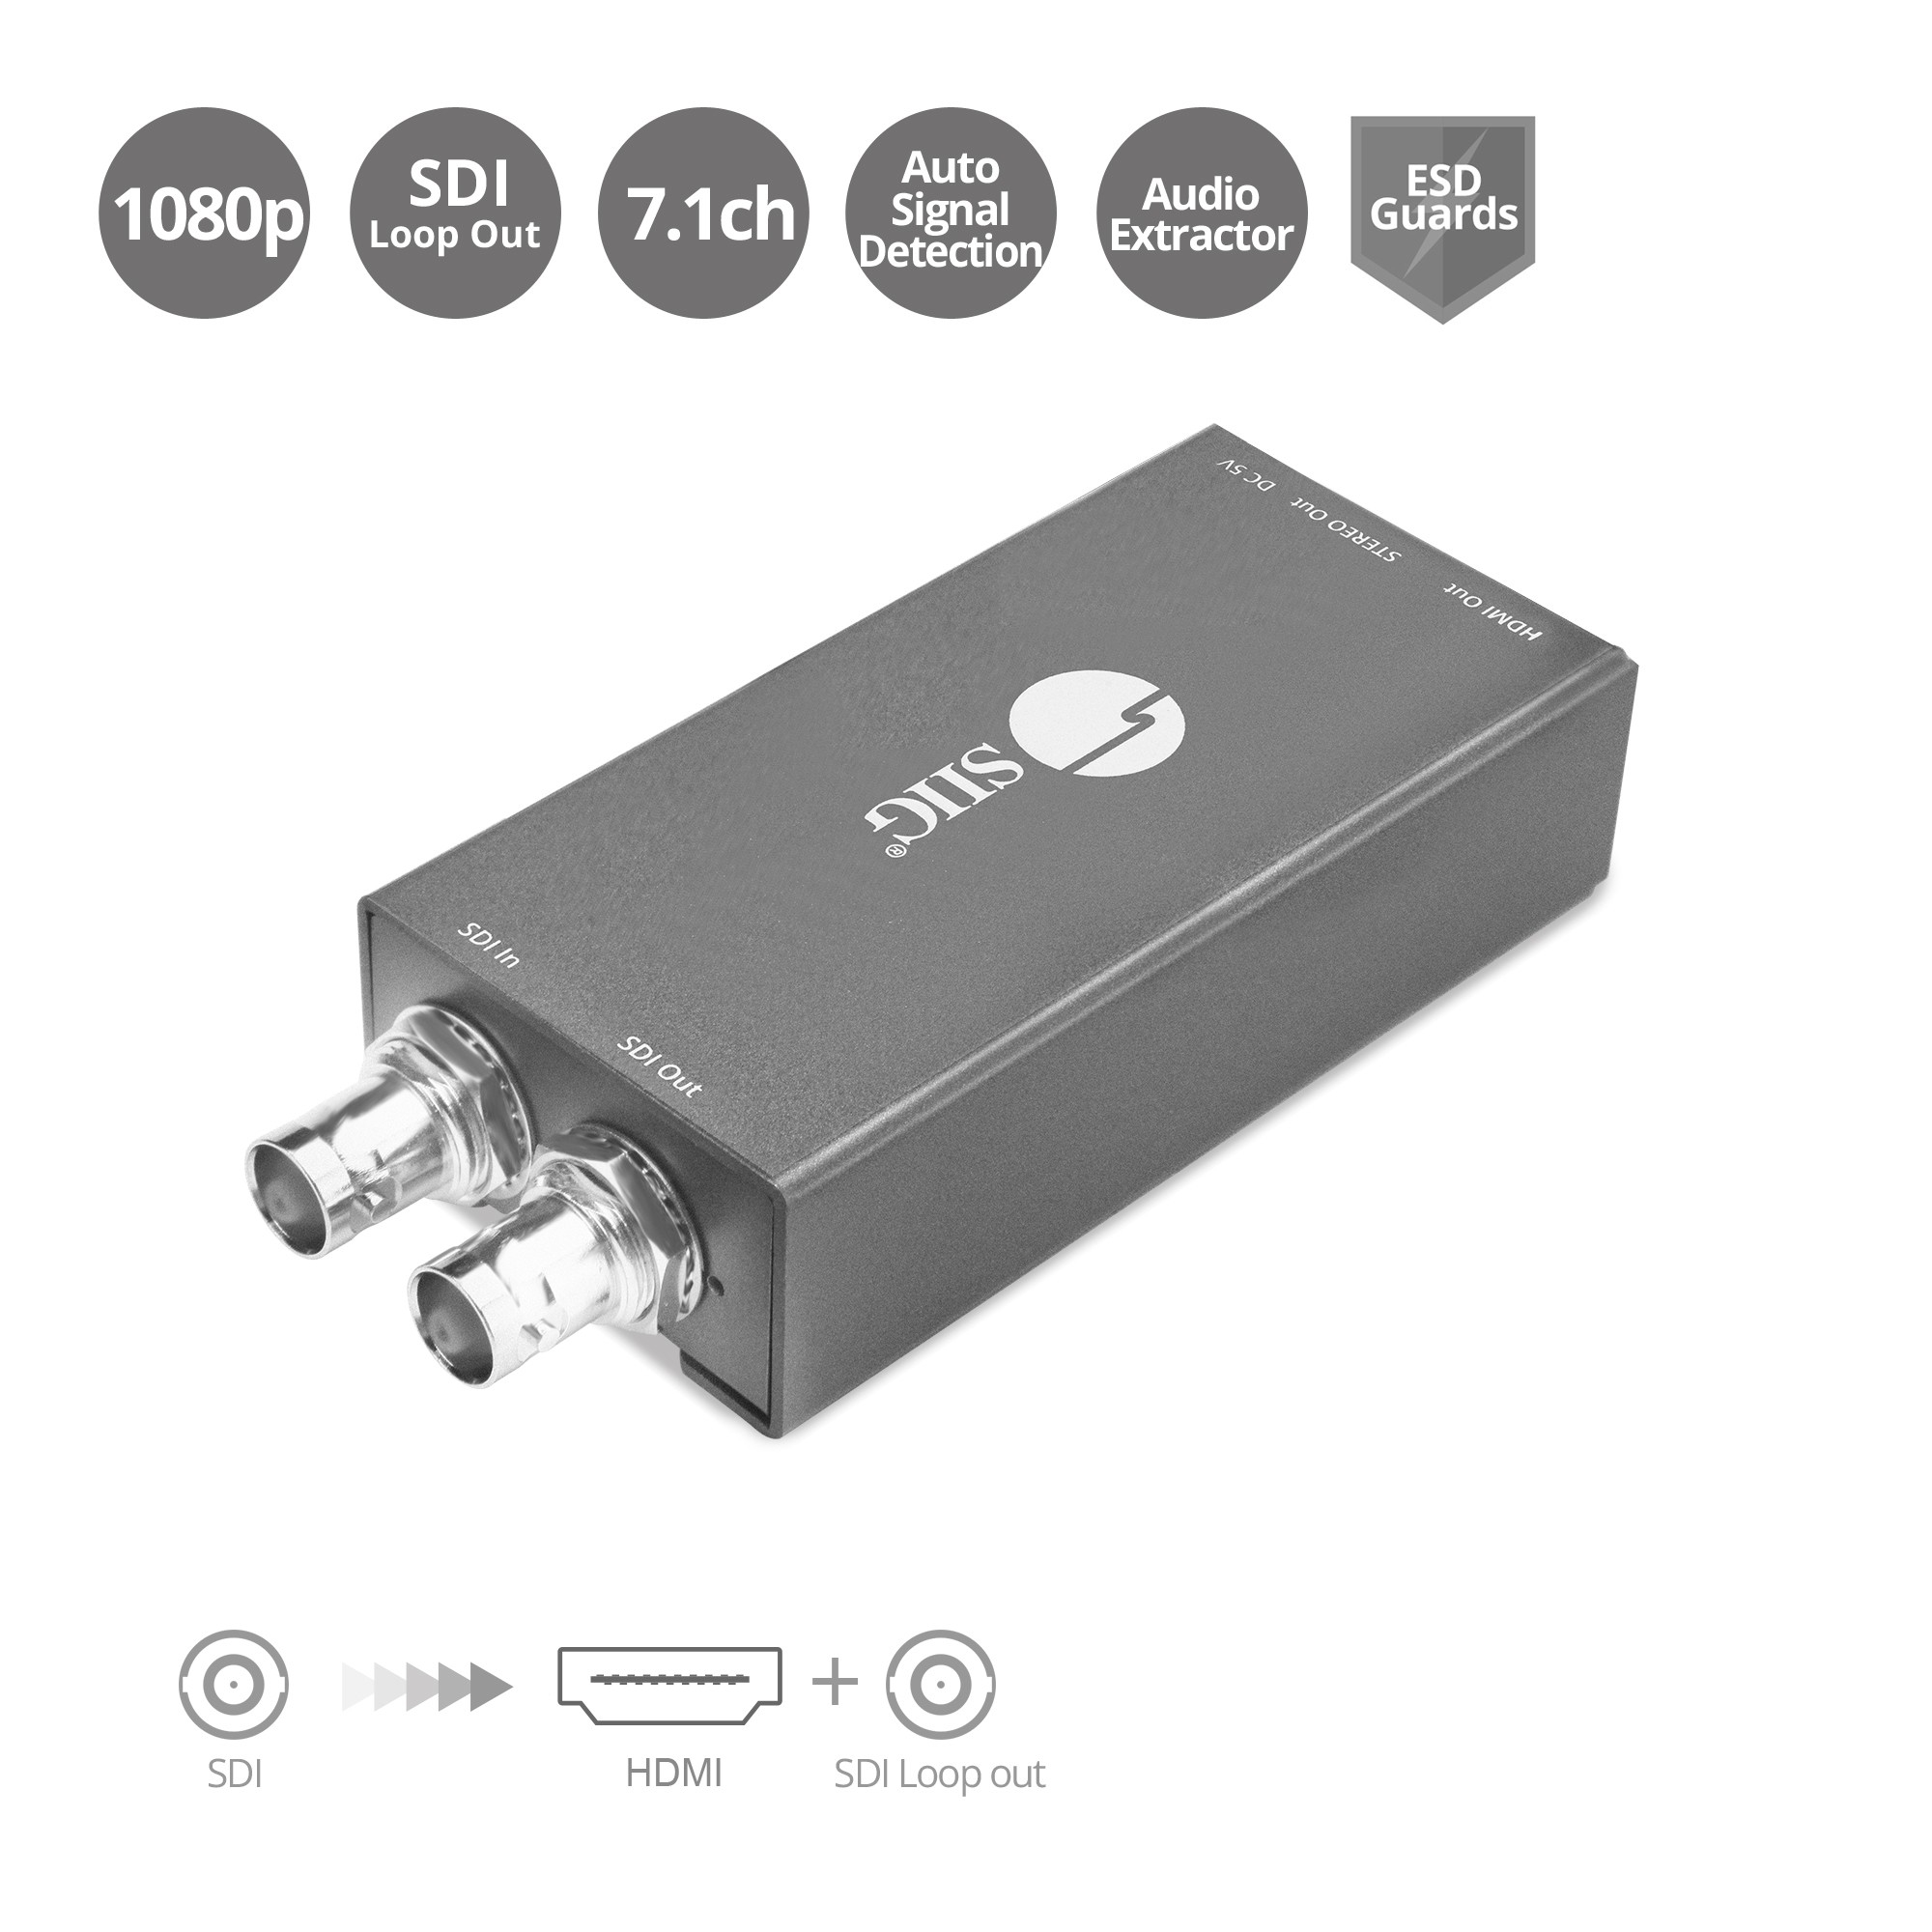 1080p
SDI
Loop Out
7.1ch
Auto
Signal
Detection
Audio
Extractor
ESD
Guards
DC 5V
STEREO Out
HDMI Out
SIIG®
SDI In
SDI Out
SDI
HDMI
SDI Loop out